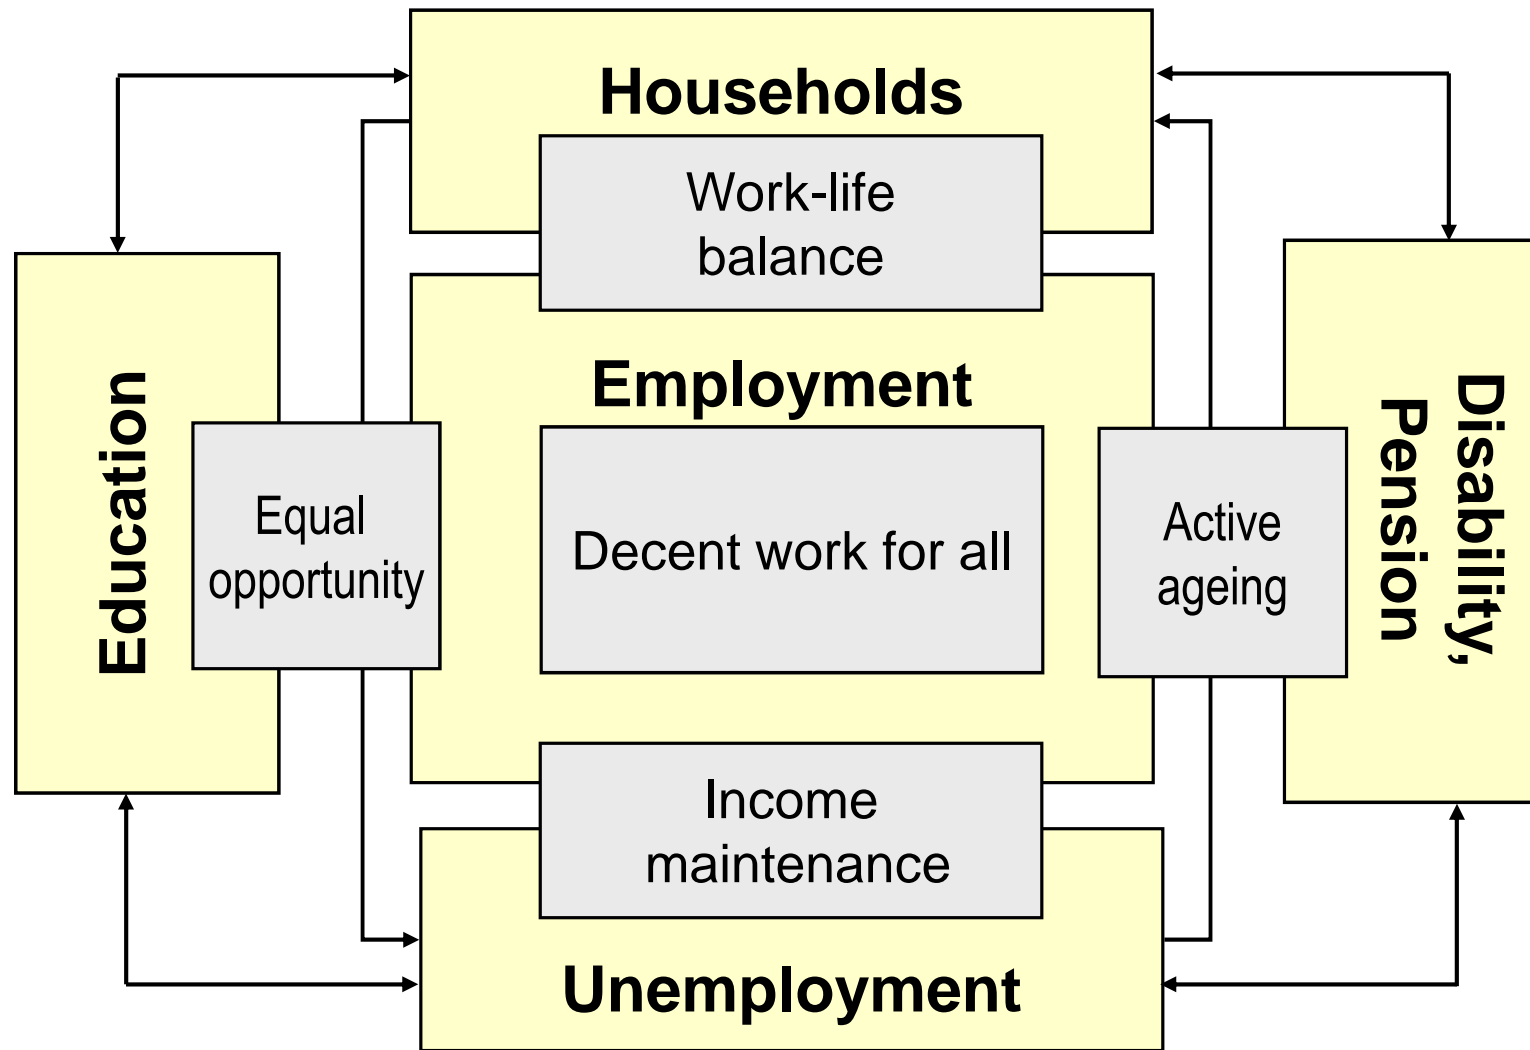 Households
Work-life
balance
Employment
Education
Equal
opportunity
Decent work for all
Active
ageing
Disability,
Pension
Income
maintenance
Unemployment